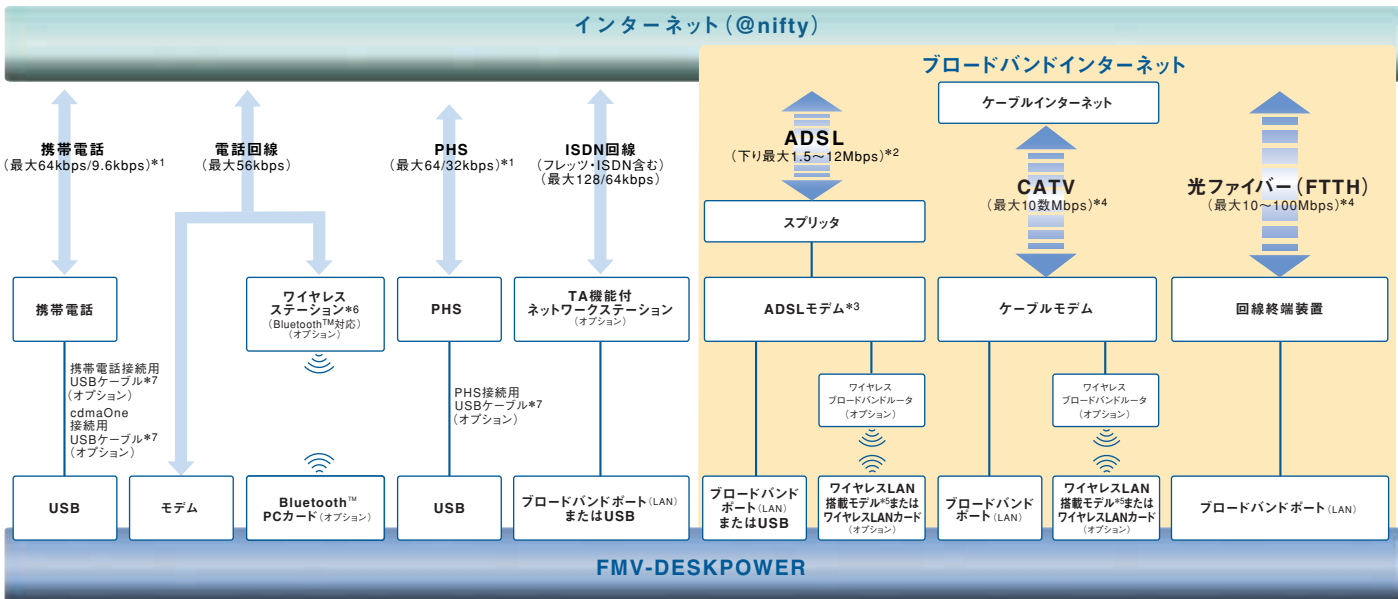 インターネット（@nifty）
ブロードバンドインターネット
携帯電話
（最大64kbps/9.6kbps）*1
電話回線
（最大56kbps）
PHS
（最大64/32kbps）*1
ISDN回線
（フレッツ・ISDN含む）
（最大128/64kbps）
ADSL
（下り最大1.5〜12Mbps）*2
スプリッタ
ケーブルインターネット
CATV
（最大10数Mbps）*4
光ファイバー（FTTH）
（最大10〜100Mbps）*4
携帯電話
ワイヤレス
ステーション*6
（Bluetooth™対応）
（オプション）
PHS
TA機能付
ネットワークステーション
（オプション）
ADSLモデム*3
ケーブルモデム
回線終端装置
携帯電話接続用
USBケーブル*7
（オプション）
cdmaOne
接続用
USBケーブル*7
（オプション）
PHS接続用
USBケーブル*7
（オプション）
ワイヤレス
ブロードバンドルータ
（オプション）
ワイヤレス
ブロードバンドルータ
（オプション）
USB
モデム
Bluetooth™
PCカード（オプション）
USB
ブロードバンドポート（LAN）
またはUSB
ブロードバンド
ポート（LAN）
またはUSB
ワイヤレスLAN
搭載モデル*5または
ワイヤレスLANカード
（オプション）
ブロードバンド
ポート（LAN）
ワイヤレスLAN
搭載モデル*5または
ワイヤレスLANカード
（オプション）
ブロードバンドポート（LAN）
FMV-DESKPOWER